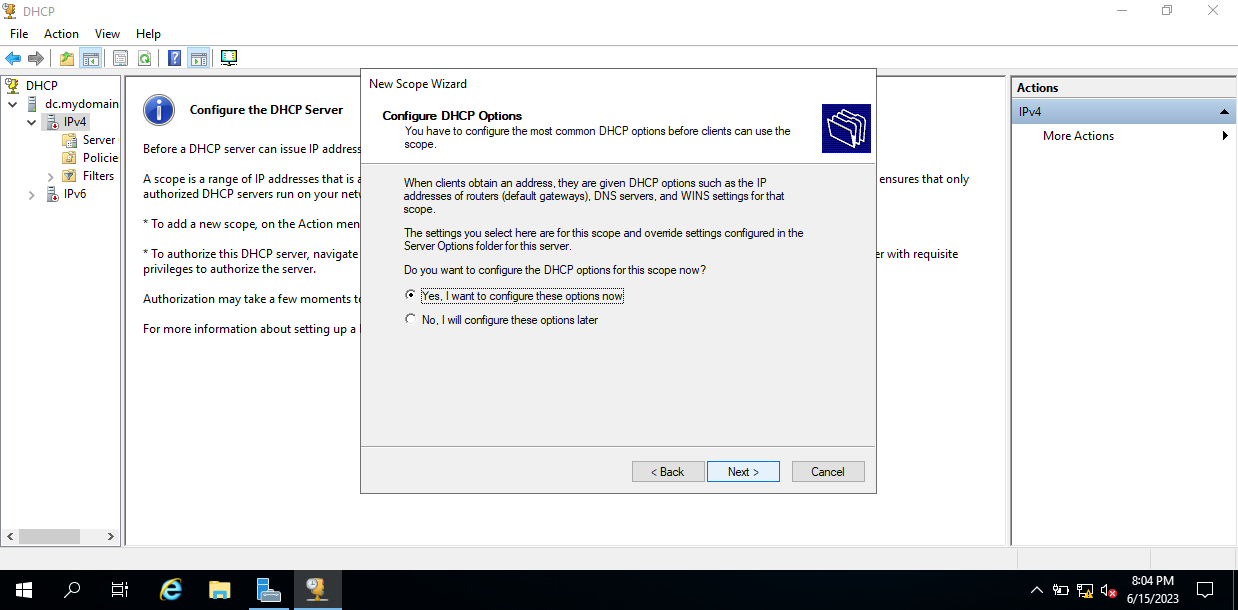 DHCP
File Action View Help
DHCP
dc.mydomain
IPv4
Server
Policie
Filters
IPv6
Configure the DHCP Server
Before a DHCP server can issue IP address
A scope is a range of IP addresses that is a
ensures that only
authorized DHCP servers run on your netw
* To add a new scope, on the Action men
* To authorize this DHCP server, navigate
er with requisite
privileges to authorize the server.
Authorization may take a few moments to
For more information about setting up a
New Scope Wizard
Configure DHCP Options
You have to configure the most common DHCP options before clients can use the
scope.
When clients obtain an address, they are given DHCP options such as the IP
addresses of routers (default gateways), DNS servers, and WINS settings for that
scope.
The settings you select here are for this scope and override settings configured in the
Server Options folder for this server.
Do you want to configure the DHCP options for this scope now?
Yes, I want to configure these options now
No, I will configure these options later
< Back Next > Cancel
Actions
IPv4
More Actions
8:04 PM
6/15/2023